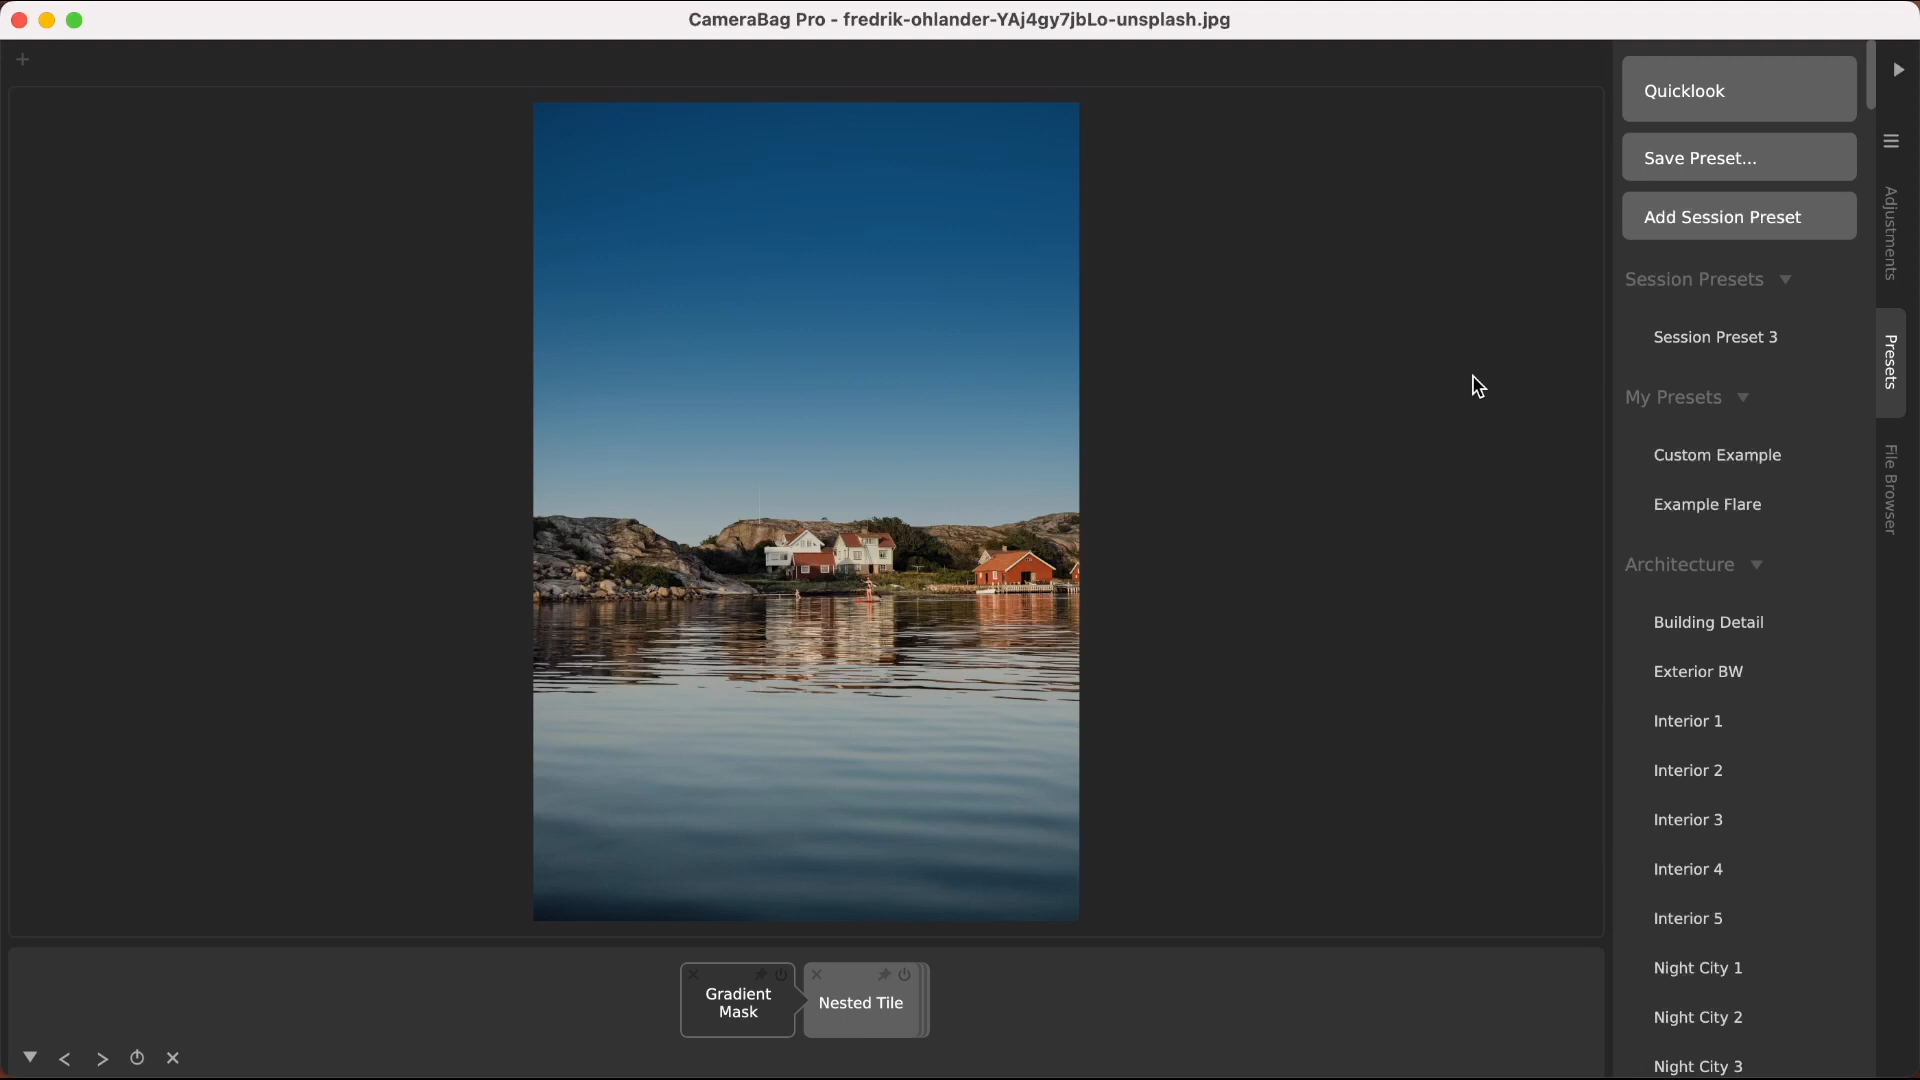 CameraBag Pro - fredrik-ohlander-YAj4gy7jbLo-unsplash.jpg
Quicklook
Save Preset...
Add Session Preset
Session Presets
Session Preset 3
My Presets
Custom Example
Example Flare
Architecture
Building Detail
Exterior BW
Interior 1
Interior 2
Interior 3
Interior 4
Interior 5
Night City 1
Night City 2
Night City 3
Adjustments
Presets
File Browser
Gradient
Mask
Nested Tile